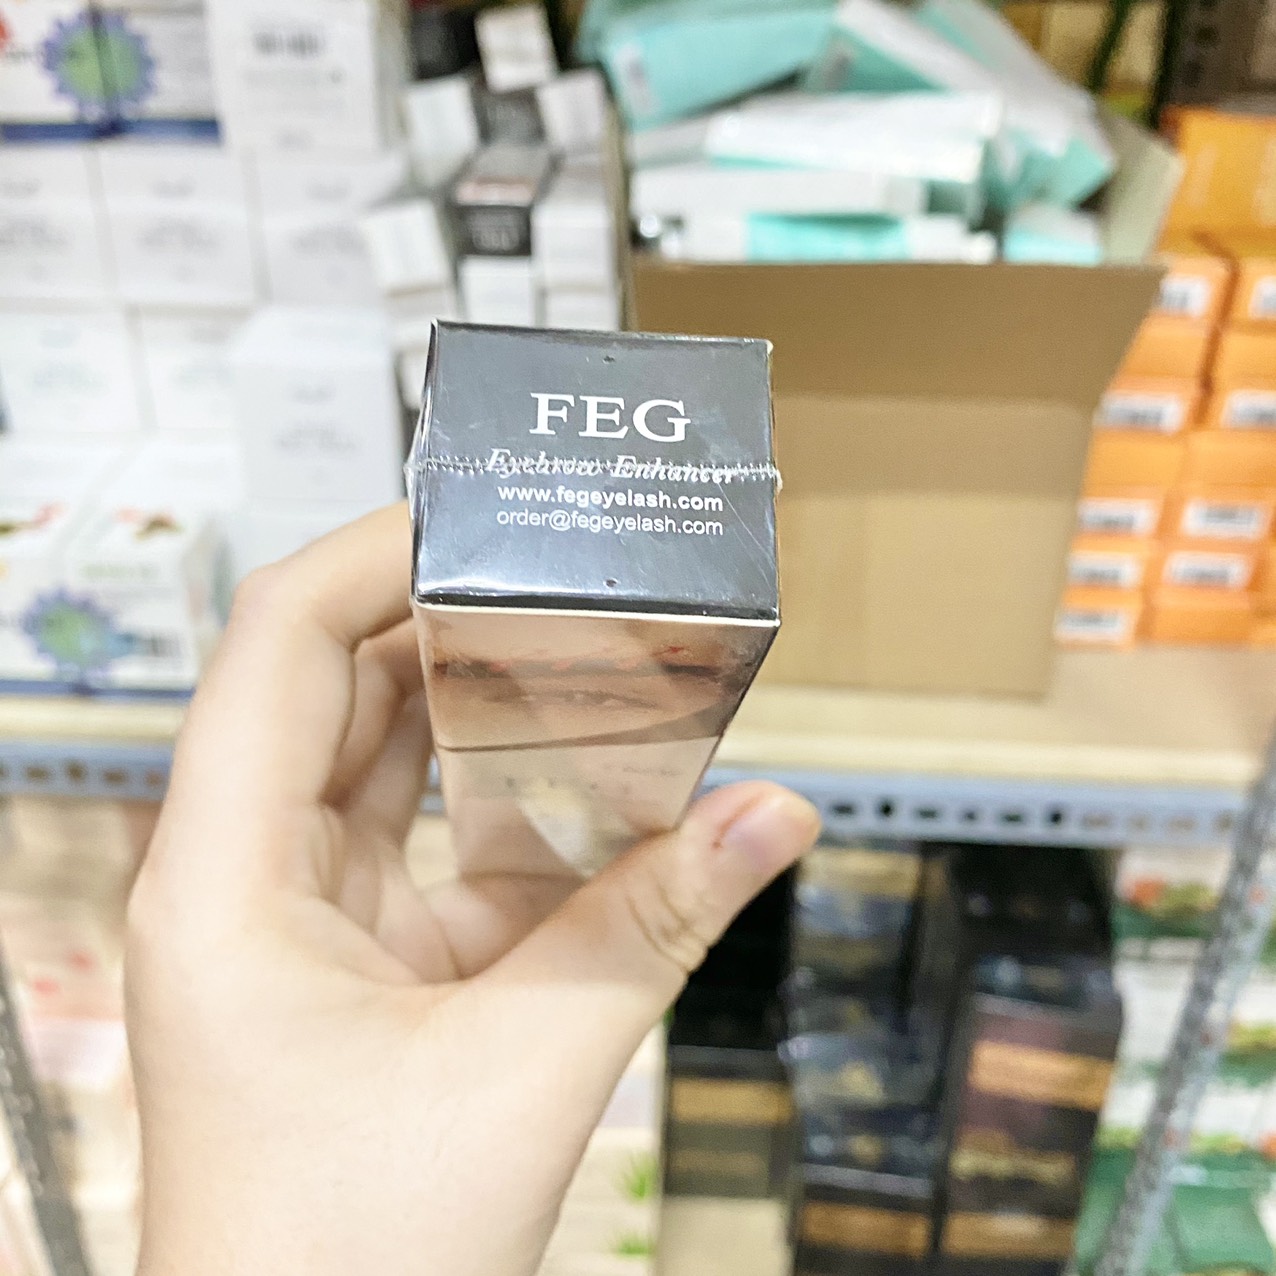 FEG
Eyebrow Enhancer
www.fegeyelash.com
order@fegeyelash.com